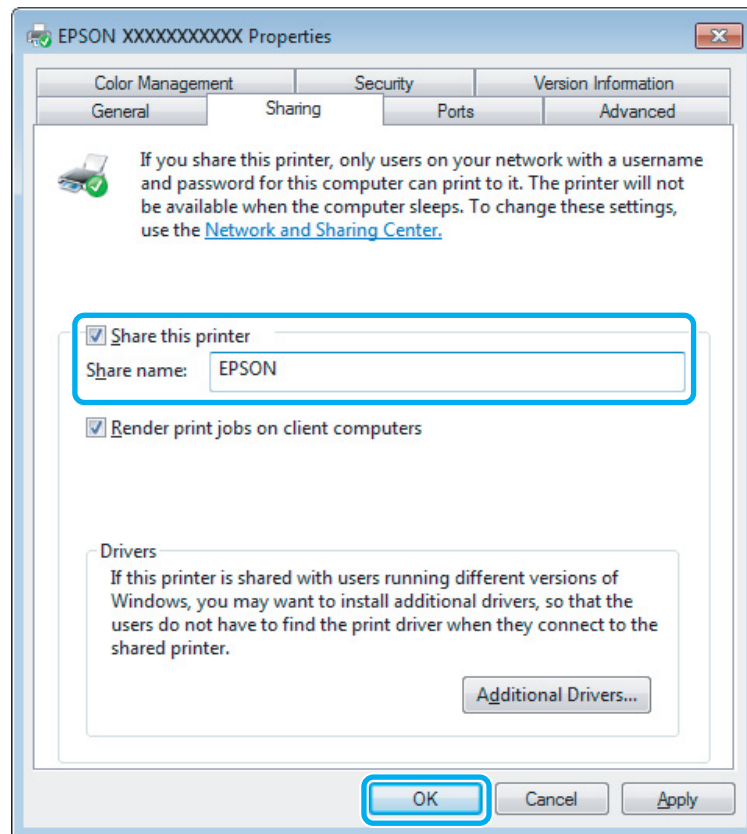 EPSON XXXXXXXXXXX Properties
Color Management Security Version Information
General Sharing Ports Advanced
If you share this printer, only users on your network with a username
and password for this computer can print to it. The printer will not
be available when the computer sleeps. To change these settings,
use the Network and Sharing Center.
Share this printer
Share name: EPSON
Render print jobs on client computers
Drivers
If this printer is shared with users running different versions of
Windows, you may want to install additional drivers, so that the
users do not have to find the print driver when they connect to the
shared printer.
Additional Drivers...
OK Cancel Apply